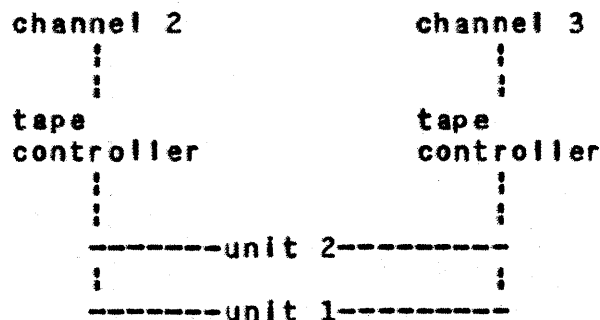 channel 2 channel 3
tape tape
controller controller
unit 2
unit 1